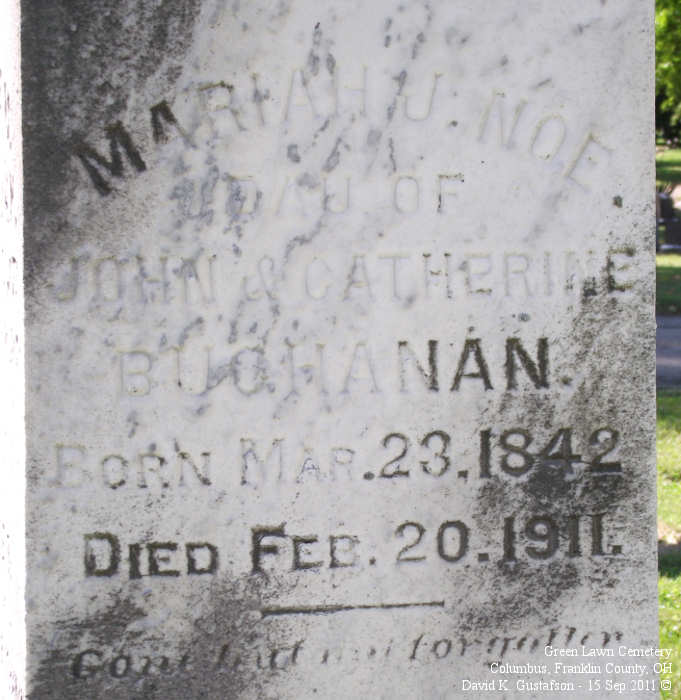 MARIAH J. NOE.
DAU OF
JOHN & CATHERINE
BUCHANAN.
BORN MAR. 23, 1842
DIED FEB. 20. 1911.
Gone but not forgotten
Green Lawn Cemetery
Columbus, Franklin County, OH
David K. Gustafson - 15 Sep 2011 ©